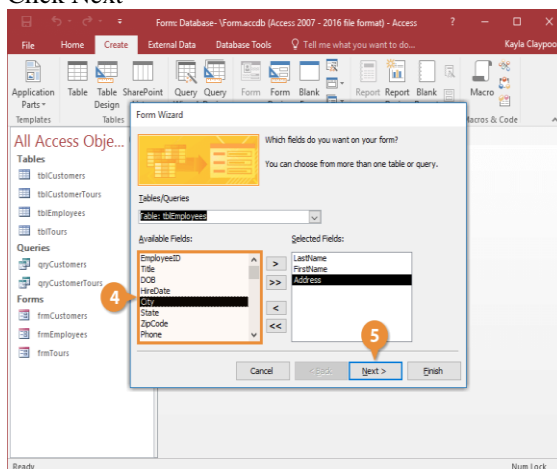 Click Next
Form: Database- \Form.accdb (Access 2007 - 2016 file format) - Access
?
File Home Create External Data Database Tools Tell me what you want to do... Kayla Claypoo
Application Table Table SharePoint Query Query Form Form Blank Report Report Blank Macro
Parts Design Design
Templates Tables Macros & Code
Form Wizard
All Access Obje...
Tables
tblCustomers
tblCustomerTours
tblEmployees
tblTours
Queries
qryCustomers
qryCustomerTours
Forms
frmCustomers
frmEmployees
frmTours
Which fields do you want on your form?
You can choose from more than one table or query.
Tables/Queries
Table: tblEmployees
Available Fields:
Selected Fields:
EmployeeID
Title
DOB
HireDate
City
State
ZipCode
Phone
>
>>
<
<<
LastName
FirstName
Address
4
5
Cancel < Back Next > Finish
Ready Num Lock